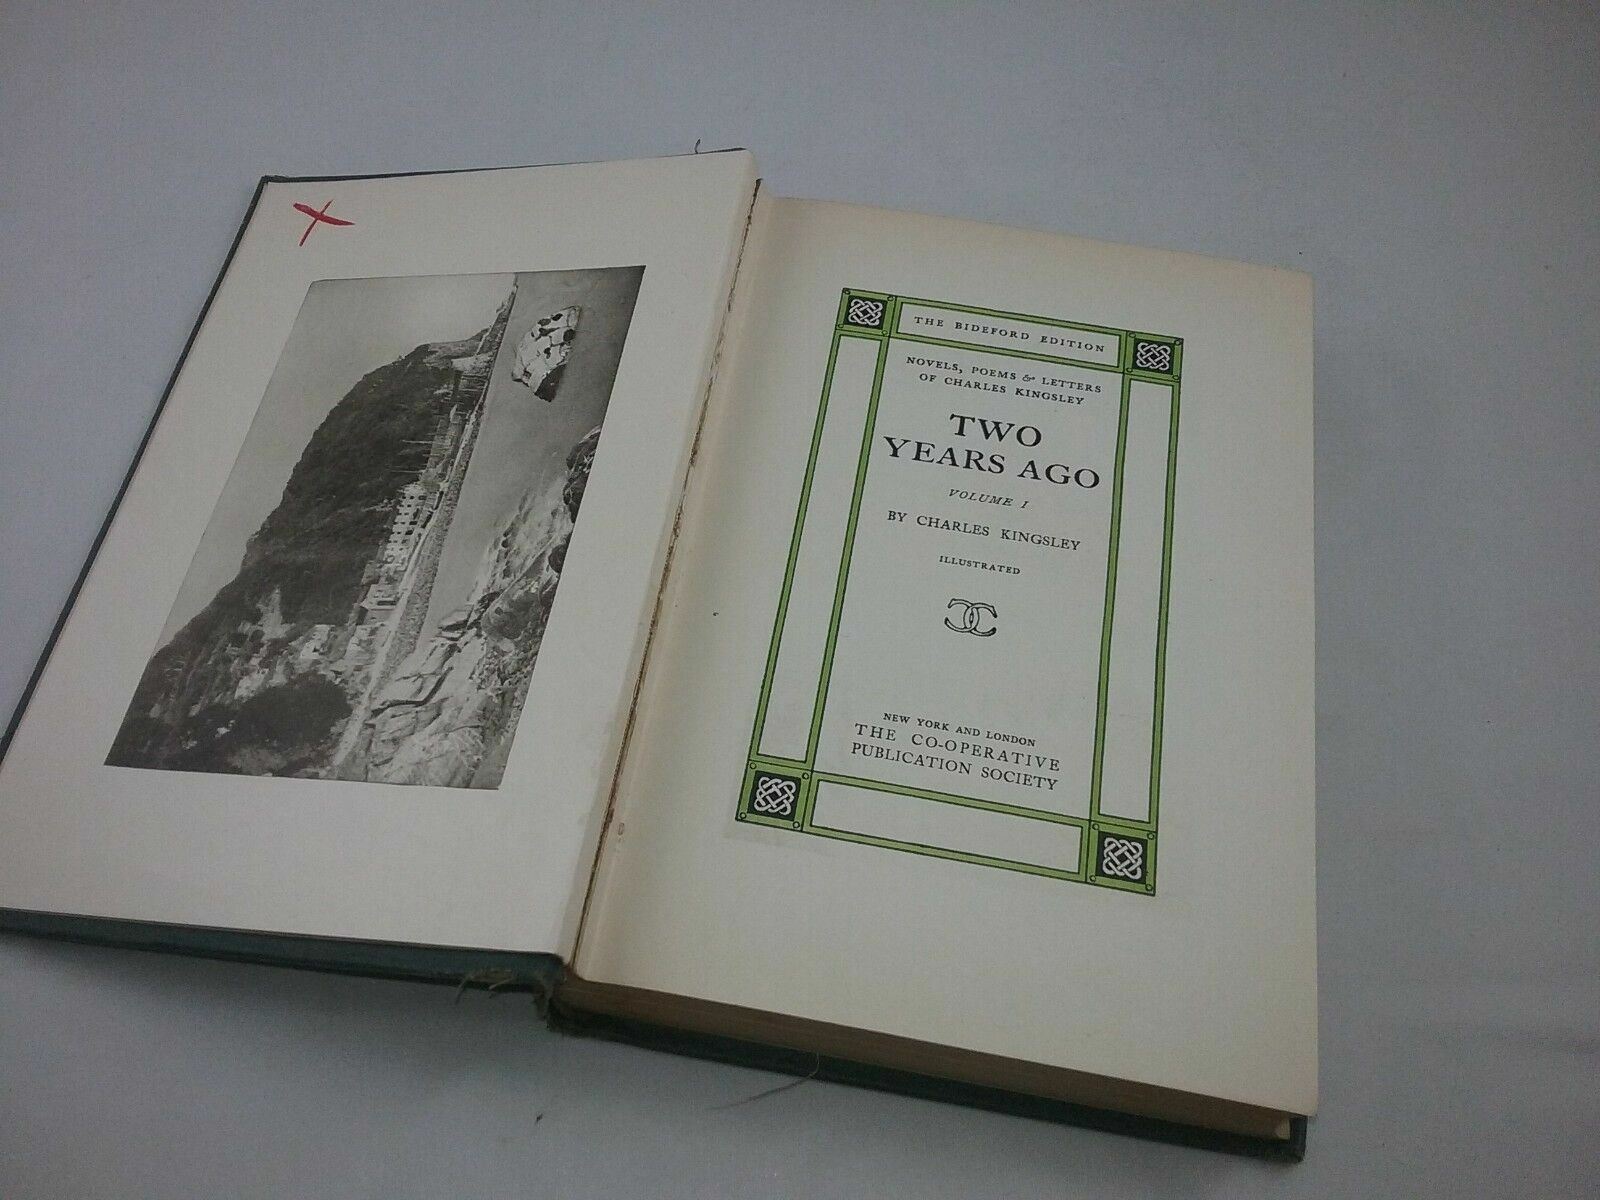 THE BIDEFORD EDITION
NOVELS, POEMS & LETTERS
OF CHARLES KINGSLEY
TWO
YEARS AGO
VOLUME I
BY CHARLES KINGSLEY
ILLUSTRATED
CC
NEW YORK AND LONDON
THE CO-OPERATIVE
PUBLICATION SOCIETY